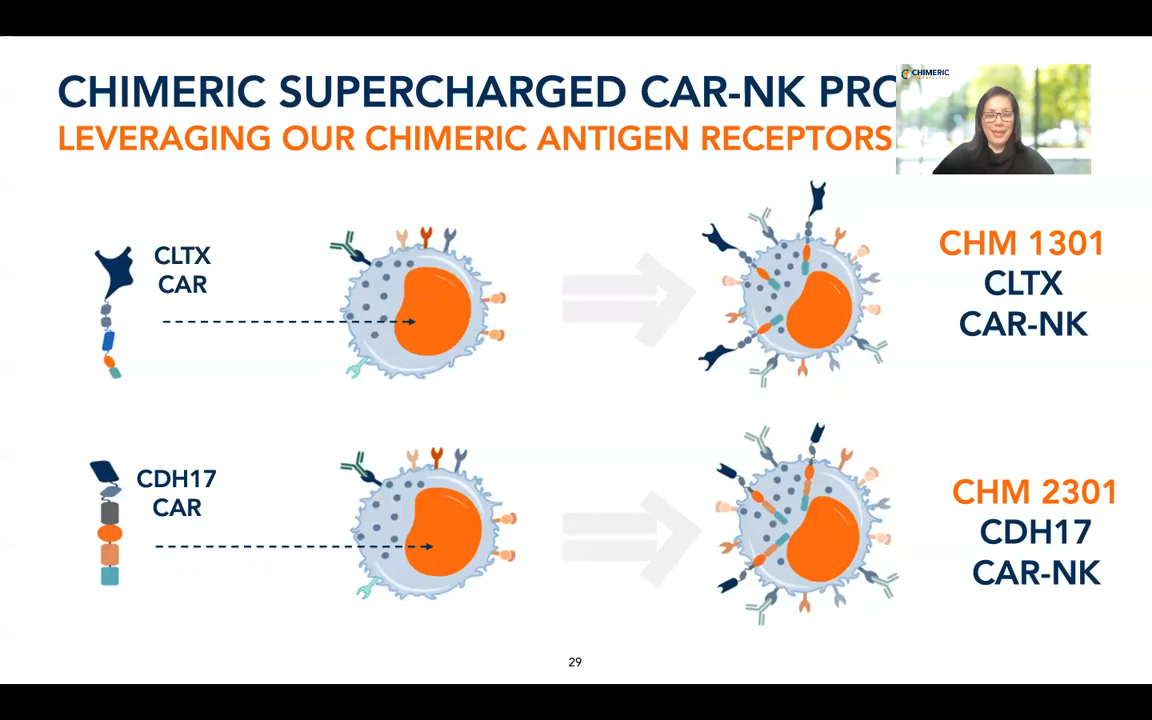 CHIMERIC SUPERCHARGED CAR-NK PRO
CHIMERIC
LEVERAGING OUR CHIMERIC ANTIGEN RECEPTORS
CLTX
CAR
CHM 1301
CLTX
CAR-NK
CDH17
CAR
CHM 2301
CDH17
CAR-NK
29